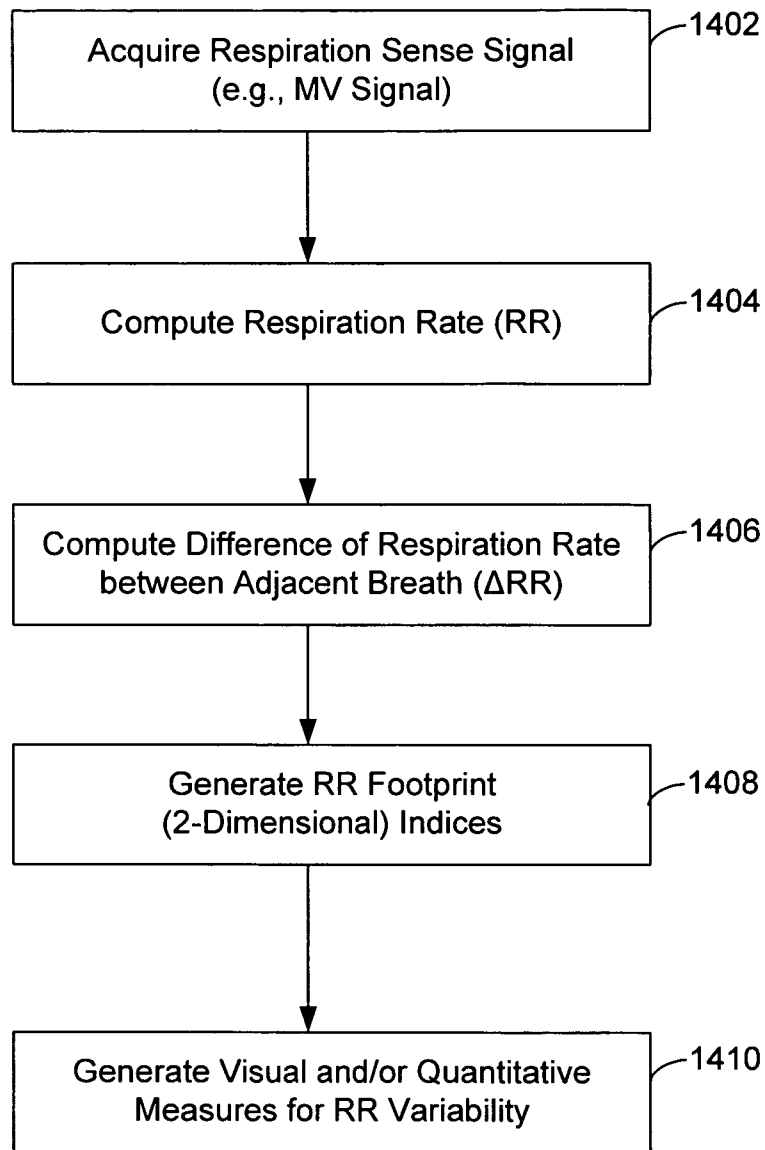 Acquire Respiration Sense Signal
(e.g., MV Signal)
1402
Compute Respiration Rate (RR)
1404
Compute Difference of Respiration Rate
between Adjacent Breath (ΔRR)
1406
Generate RR Footprint
(2-Dimensional) Indices
1408
Generate Visual and/or Quantitative
Measures for RR Variability
1410